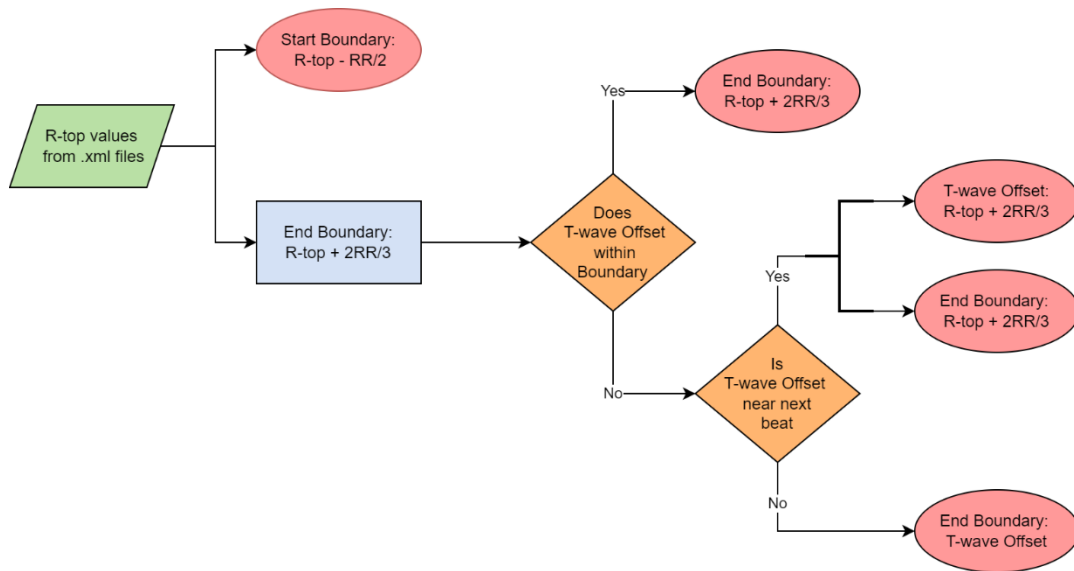 Start Boundary:
R-top - RR/2
R-top values
from .xml files
End Boundary:
R-top + 2RR/3
Does
T-wave Offset
within
Boundary
Yes
End Boundary:
R-top + 2RR/3
No
Is
T-wave Offset
near next
beat
Yes
T-wave Offset:
R-top + 2RR/3
End Boundary:
R-top + 2RR/3
No
End Boundary:
T-wave Offset